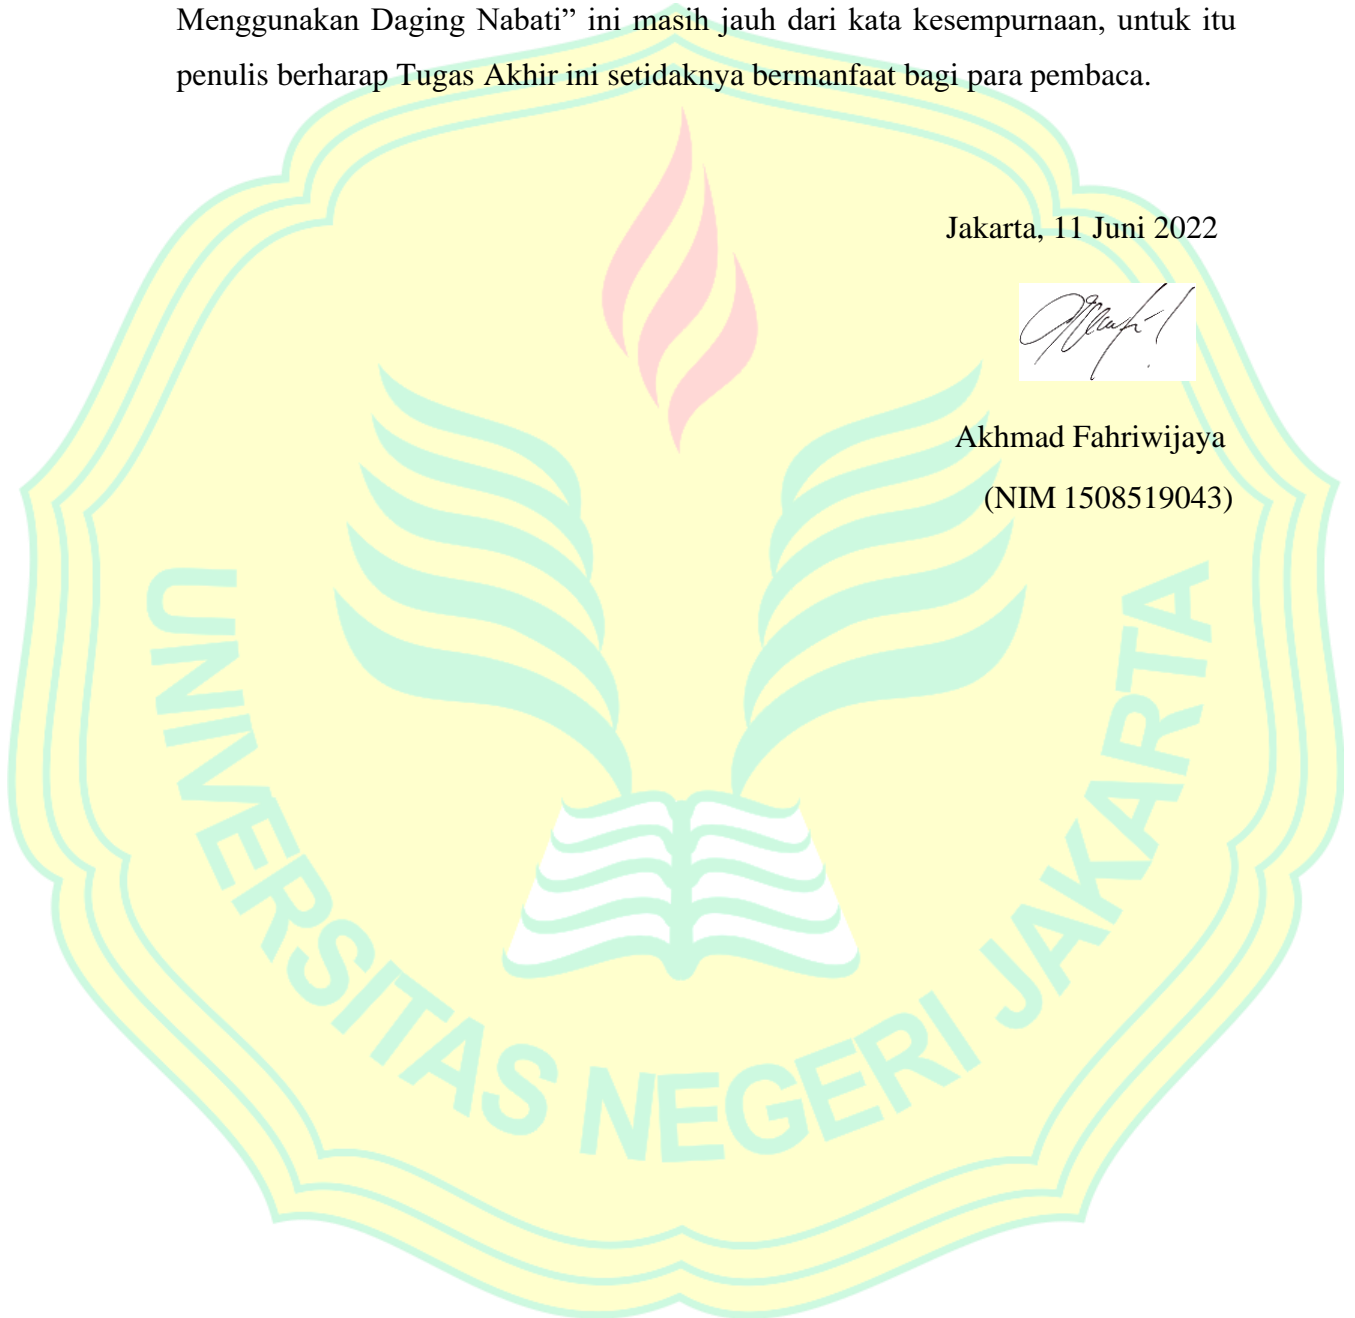 Menggunakan Daging Nabati” ini masih jauh dari kata kesempurnaan, untuk itu
penulis berharap Tugas Akhir ini setidaknya bermanfaat bagi para pembaca.
Jakarta, 11 Juni 2022
Akhmad Fahriwijaya
(NIM 1508519043)
UNIVERSITAS NEGERI JAKARTA